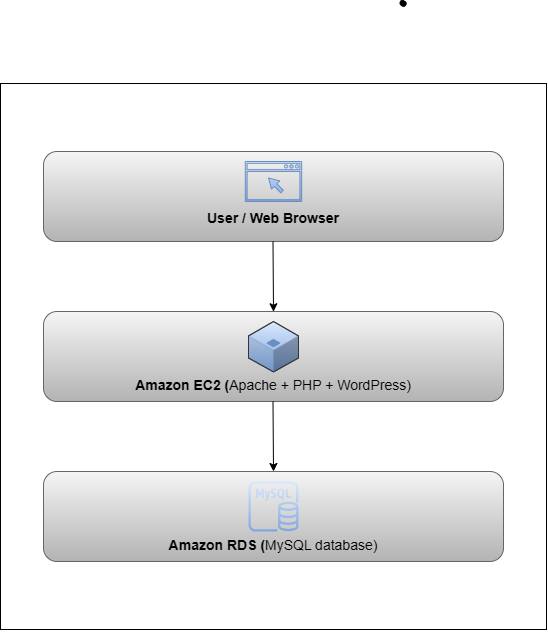 User / Web Browser
Amazon EC2 (Apache + PHP + WordPress)
MySQL
Amazon RDS (MySQL database)